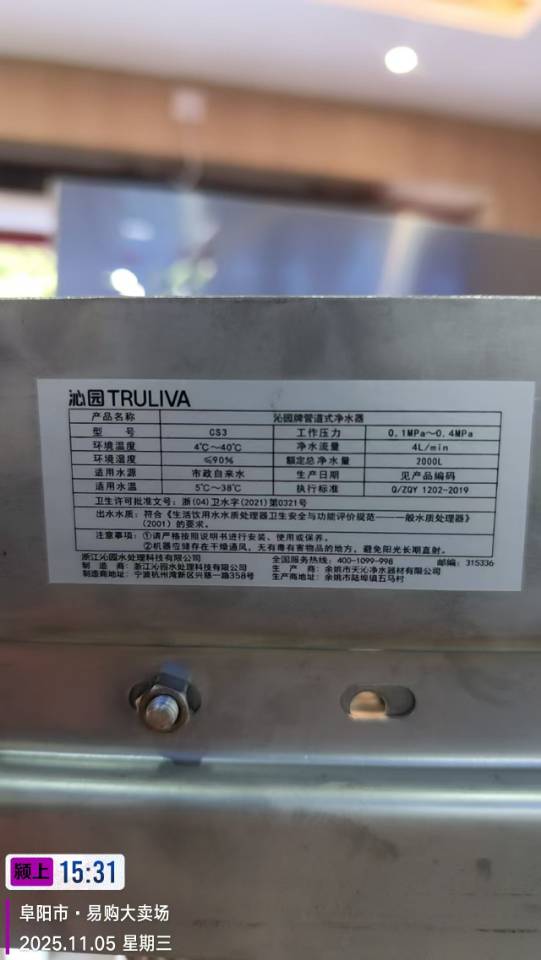 沁园 TRULIVA
产品名称 沁园牌管道式净水器
型 号 CS3 工作压力 0.1MPa~0.4MPa
环境温度 4℃~40℃ 净水流量 4L/min
环境湿度 ≤90% 额定总净水量 2000L
适用水源 市政自来水 生产日期 见产品编码
适用水温 5℃~38℃ 执行标准 Q/ZQY 1202-2019
卫生许可批准文号：浙(04)卫水字(2021)第0321号
出水水质：符合《生活饮用水水质处理器卫生安全与功能评价规范——一般水质处理器》
(2001)的要求。
注意事项：①请严格按照说明书进行安装、使用或保养。
②机器应储存在干燥通风，无有毒有害物品的地方，避免阳光长期直射。
浙江沁园水处理科技有限公司 全国服务热线：400-1099-998 邮编：315336
制 造 商：浙江沁园水处理科技有限公司 生 产 商：余姚市天沁净水器材有限公司
制造商地址：宁波杭州湾新区兴慈一路358号 生产商地址：余姚市陆埠镇五马村
颍上 15:31
阜阳市·易购大卖场
2025.11.05 星期三